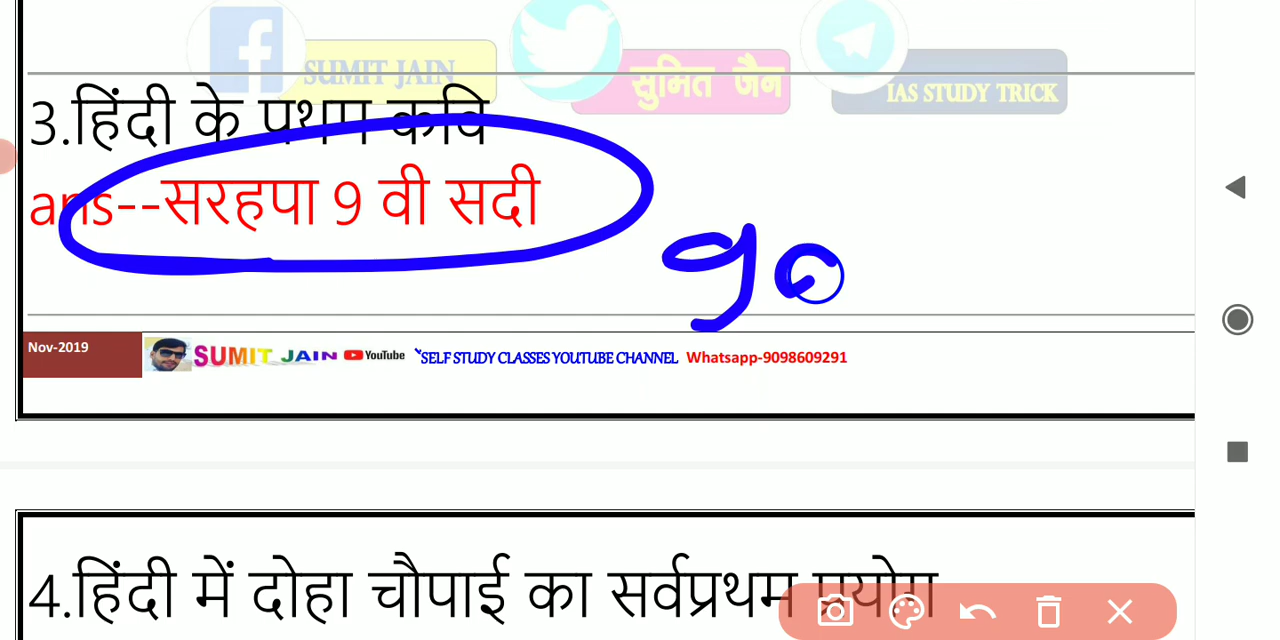 SUMIT JAIN
सुमित जैन
IAS STUDY TRICK
3.हिंदी के प्रथम कवि
ans--सरहपा 9 वी सदी
90
Nov-2019
SUMIT JAIN YouTube `SELF STUDY CLASSES YOUTUBE CHANNEL Whatsapp-9098609291
4.हिंदी में दोहा चौपाई का सर्वप्रथम प्रयोग